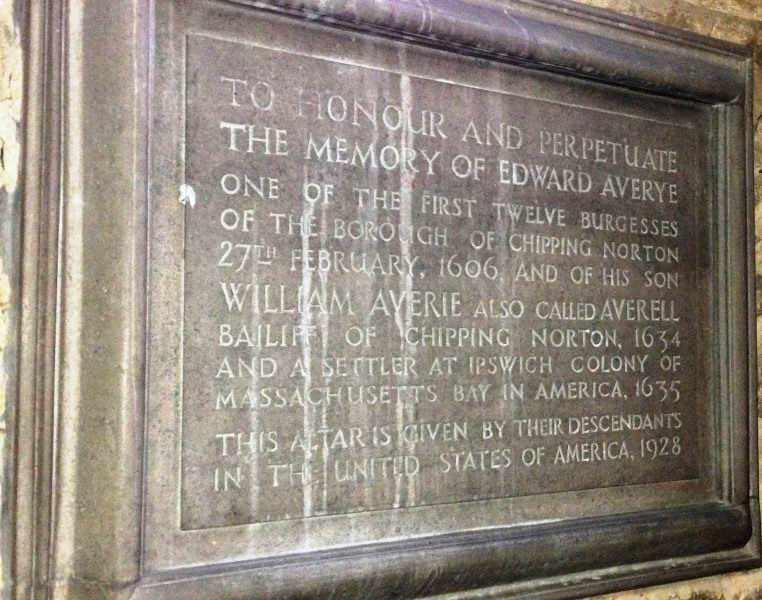 TO HONOUR AND PERPETUATE
THE MEMORY OF EDWARD AVERYE
ONE OF THE FIRST TWELVE BURGESSES
OF THE BOROUGH OF CHIPPING NORTON
27TH FEBRUARY, 1606, AND OF HIS SON
WILLIAM AVERIE ALSO CALLED AVERELL
BAILIFF OF CHIPPING NORTON, 1634
AND A SETTLER AT IPSWICH COLONY OF
MASSACHUSETTS BAY IN AMERICA, 1635
THIS ALTAR IS GIVEN BY THEIR DESCENDANTS
IN THE UNITED STATES OF AMERICA, 1928